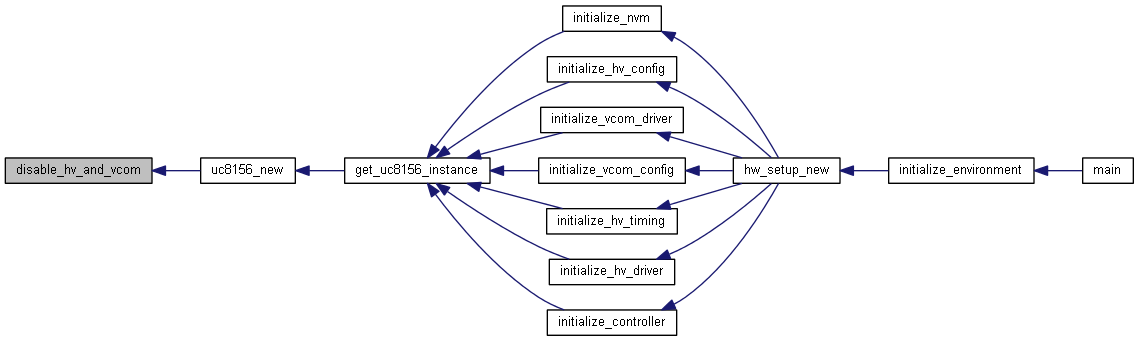 initialize_nvm
initialize_hv_config
initialize_vcom_driver
disable_hv_and_vcom
uc8156_new
get_uc8156_instance
initialize_vcom_config
hw_setup_new
initialize_environment
main
initialize_hv_timing
initialize_hv_driver
initialize_controller